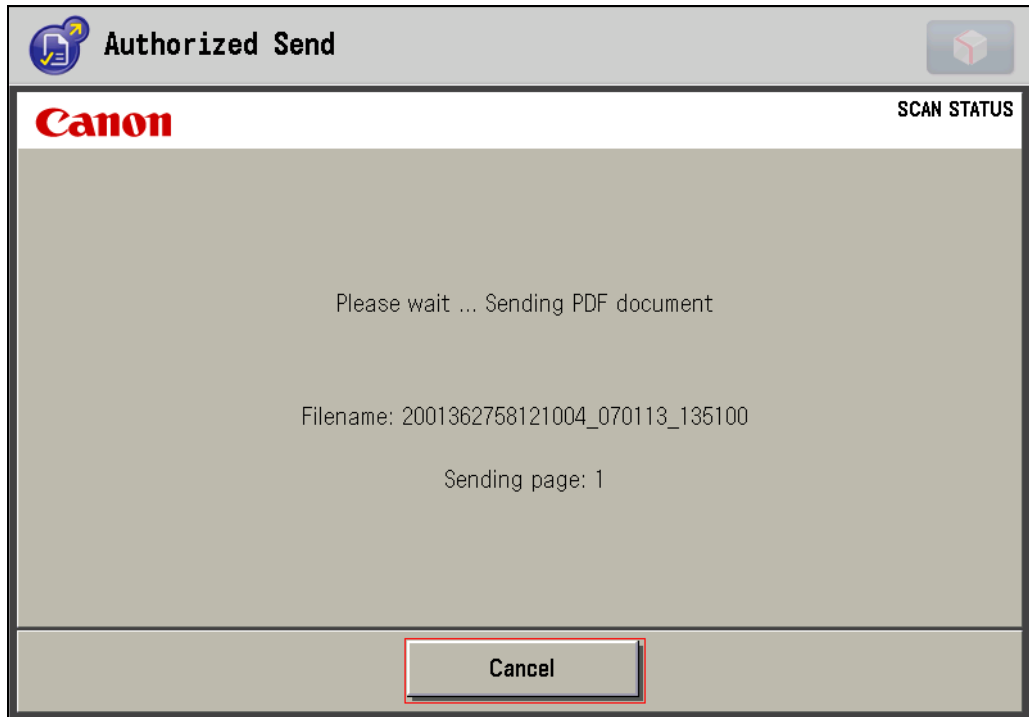 Authorized Send
Canon
SCAN STATUS
Please wait ... Sending PDF document
Filename: 2001362758121004_070113_135100
Sending page: 1
Cancel